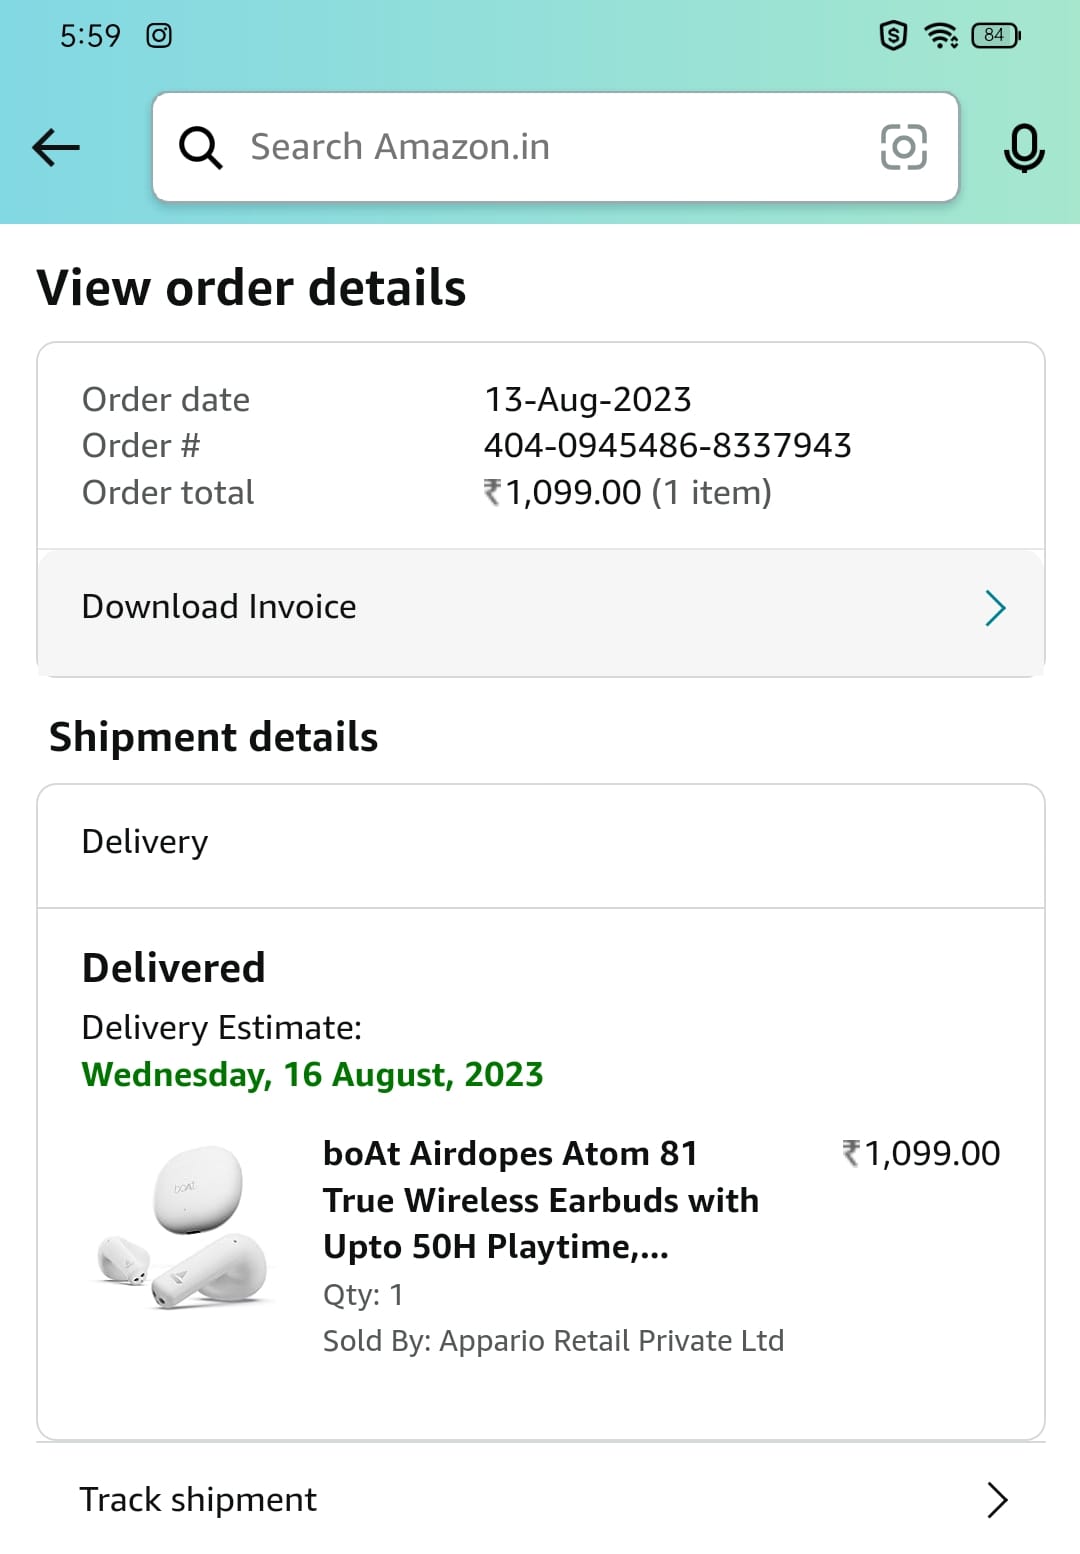 5:59
84
Search Amazon.in
View order details
Order date 13-Aug-2023
Order # 404-0945486-8337943
Order total ₹1,099.00 (1 item)
Download Invoice
Shipment details
Delivery
Delivered
Delivery Estimate:
Wednesday, 16 August, 2023
boAt
boAt Airdopes Atom 81 ₹1,099.00
True Wireless Earbuds with
Upto 50H Playtime,...
Qty: 1
Sold By: Appario Retail Private Ltd
Track shipment